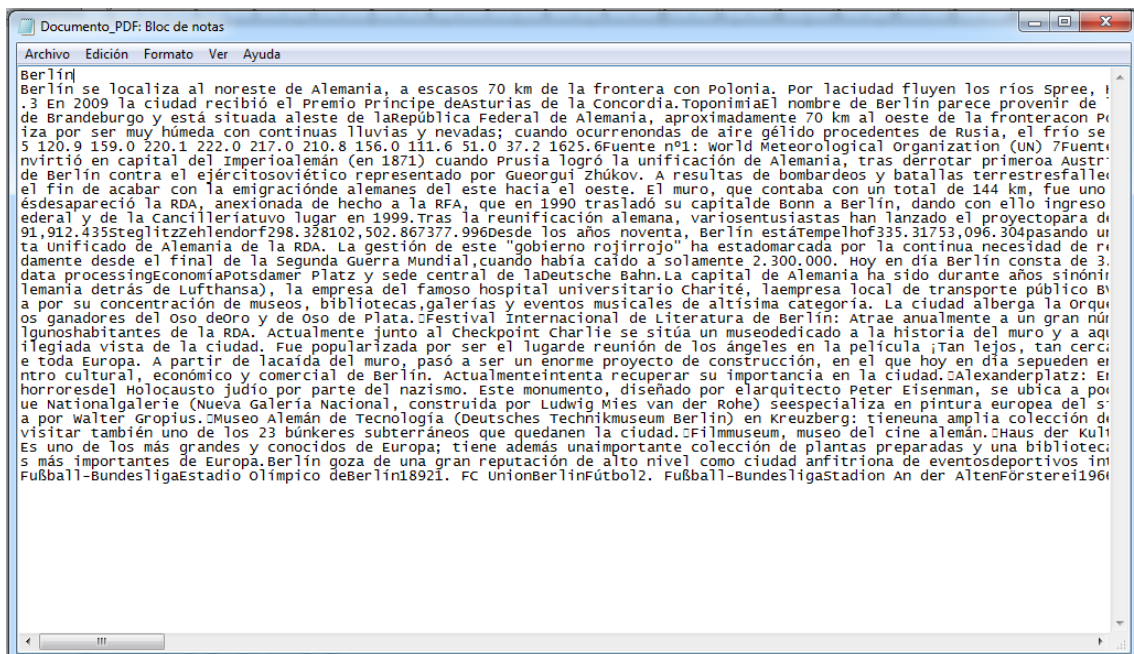 Documento_PDF: Bloc de notas
Archivo Edición Formato Ver Ayuda
Berlín
Berlín se localiza al noreste de Alemania, a escasos 70 km de la frontera con Polonia. Por laciudad fluyen los ríos Spree,
.3 En 2009 la ciudad recibió el Premio Príncipe deAsturias de la Concordia.ToponimiaEl nombre de Berlín parece provenir de
de Brandeburgo y está situada aleste de laRepública Federal de Alemania, aproximadamente 70 km al oeste de la fronteracon
iza por ser muy húmeda con continuas lluvias y nevadas; cuando ocurrenondas de aire gélido procedentes de Rusia, el frío se
5 120.9 159.0 220.1 222.0 217.0 210.8 156.0 111.6 51.0 37.2 1625.6Fuente nº1: World Meteorological Organization (UN) 7Fuent
nvirtió en capital del Imperioalemán (en 1871) cuando Prusia logró la unificación de Alemania, tras derrotar primeroa Austr
de Berlín contra el ejércitosoviético representado por Gueorgui Zhúkov. A resultas de bombardeos y batallas terrestresfalle
el fin de acabar con la emigraciónde alemanes del este hacia el oeste. El muro, que contaba con un total de 144 km, fue uno
ésdesapareció la RDA, anexionada de hecho a la RFA, que en 1990 trasladó su capitalde Bonn a Berlín, dando con ello ingreso
ederal y de la Cancilleríatuvo lugar en 1999.Tras la reunificación alemana, variosentusiastas han lanzado el proyectopara de
91,912.435SteglitzZehlendorf298.328102,502.867377.996Desde los años noventa, Berlín estáTempelhof335.31753,096.304pasando un
ta Unificado de Alemania de la RDA. La gestión de este "gobierno rojirrojo" ha estadomarcada por la continua necesidad de re
damente desde el final de la Segunda Guerra Mundial,cuando había caído a solamente 2.300.000. Hoy en día Berlín consta de 3.
data processingEconomíaPotsdamer Platz y sede central de laDeutsche Bahn.La capital de Alemania ha sido durante años sinónim
lemania detrás de Lufthansa), la empresa del famoso hospital universitario Charité, laempresa local de transporte público BV
a por su concentración de museos, bibliotecas,galerías y eventos musicales de altísima categoría. La ciudad alberga la Orque
os ganadores del Oso deOro y de Oso de Plata.Festival Internacional de Literatura de Berlín: Atrae anualmente a un gran núm
lgunoshabitantes de la RDA. Actualmente junto al Checkpoint Charlie se sitúa un museodedicado a la historia del muro y a aqu
ilegiada vista de la ciudad. Fue popularizada por ser el lugarde reunión de los ángeles en la película ¡Tan lejos, tan cerca
e toda Europa. A partir de lacaída del muro, pasó a ser un enorme proyecto de construcción, en el que hoy en día sepueden en
ntro cultural, económico y comercial de Berlín. Actualmenteintenta recuperar su importancia en la ciudad.Alexanderplatz: En
horroresdel Holocausto judío por parte del nazismo. Este monumento, diseñado por elarquitecto Peter Eisenman, se ubica a poc
ue Nationalgalerie (Nueva Galería Nacional, construida por Ludwig Mies van der Rohe) seespecializa en pintura europea del s
a por Walter Gropius.Museo Alemán de Tecnología (Deutsches Technikmuseum Berlin) en Kreuzberg: tieneuna amplia colección de
visitar también uno de los 23 búnkeres subterráneos que quedanen la ciudad.Filmmuseum, museo del cine alemán.Haus der Kult
Es uno de los más grandes y conocidos de Europa; tiene además unaimportante colección de plantas preparadas y una biblioteca
s más importantes de Europa.Berlín goza de una gran reputación de alto nivel como ciudad anfitriona de eventosdeportivos int
Fußball-BundesligaEstadio Olímpico deBerlín18921. FC UnionBerlinFútbol2. Fußball-BundesligaStadion An der AltenFörsterei1966